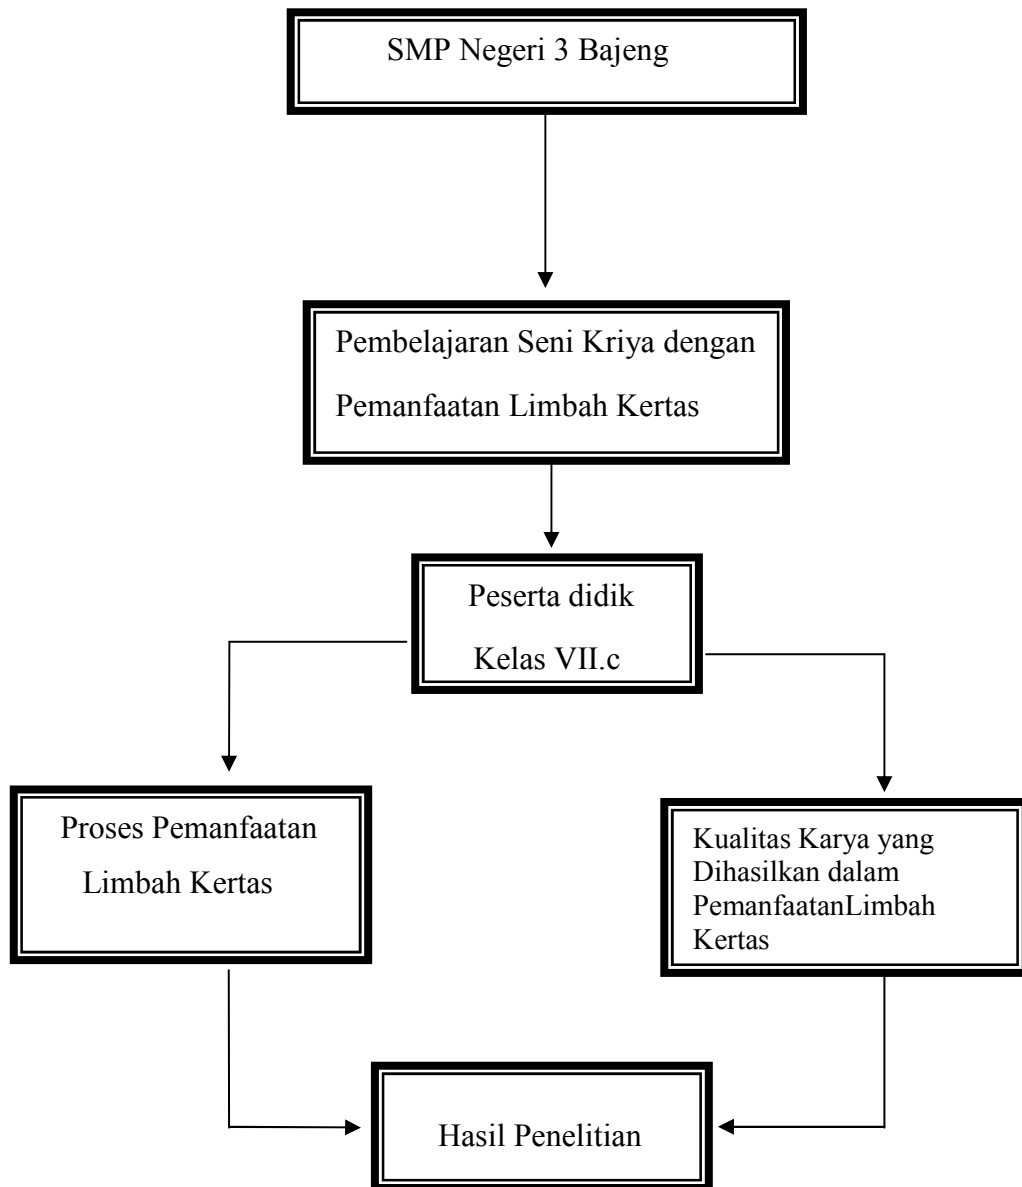 SMP Negeri 3 Bajeng
Pembelajaran Seni Kriya dengan
Pemanfaatan Limbah Kertas
Peserta didik
Kelas VII.c
Proses Pemanfaatan
Limbah Kertas
Kualitas Karya yang
Dihasilkan dalam
PemanfaatanLimbah
Kertas
Hasil Penelitian